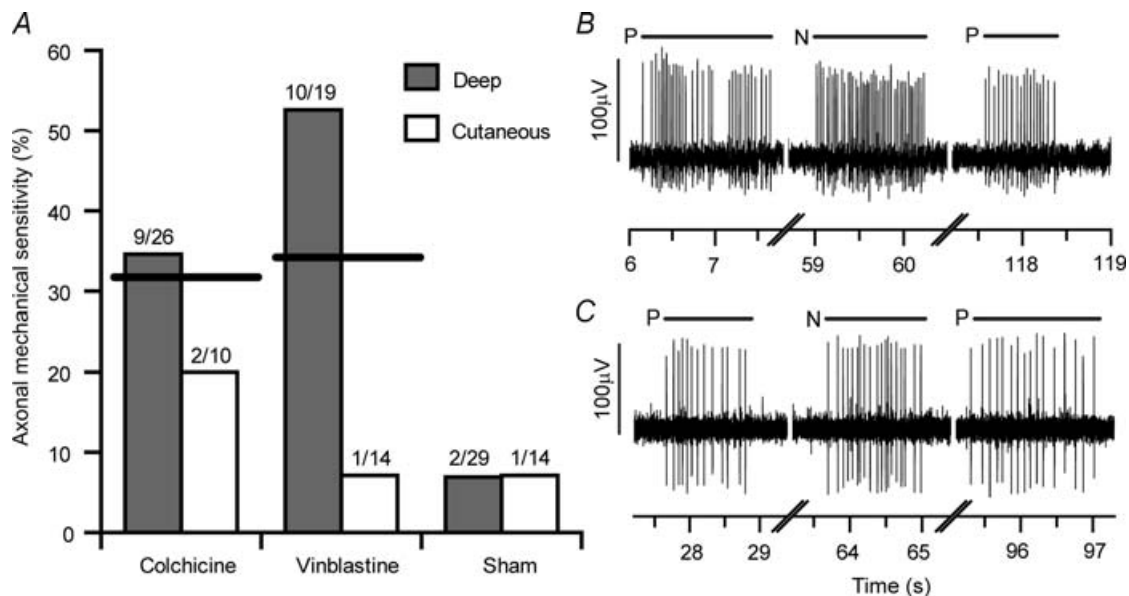 A
Axonal mechanical sensitivity (%)
60
50
40
30
20
10
0
Deep
Cutaneous
9/26
2/10
10/19
1/14
2/29
1/14
Colchicine
Vinblastine
Sham
B
P
N
P
100µV
6
7
59
60
118
119
C
P
N
P
100µV
28
29
64
65
96
97
Time (s)